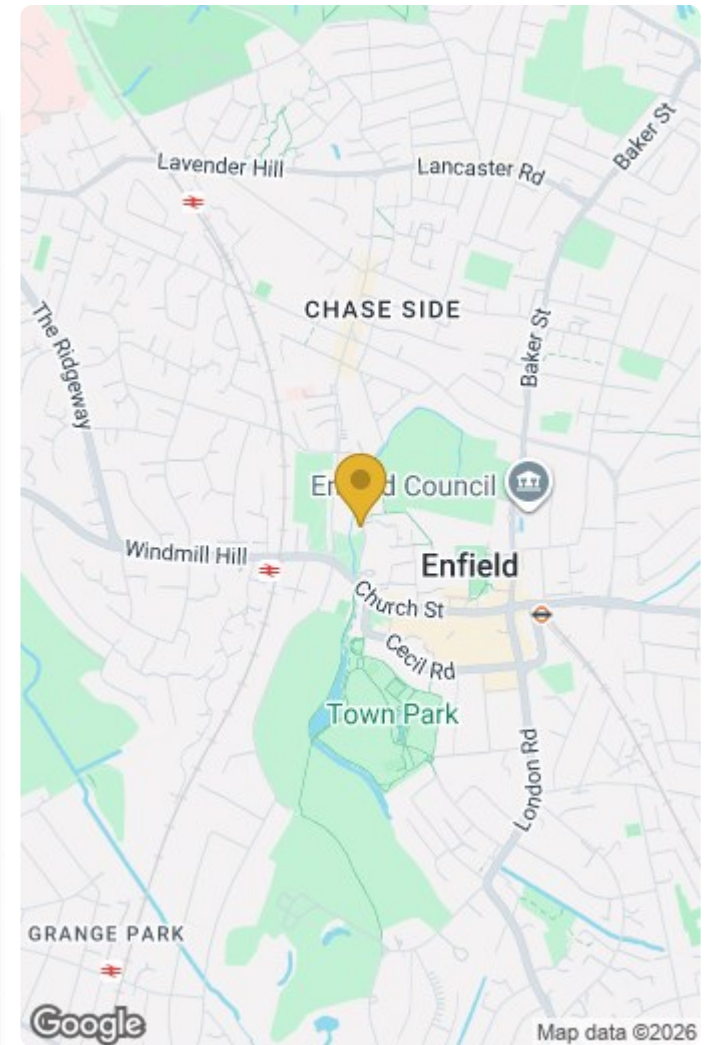 Lavender Hill
Lancaster Rd
Baker St
CHASE SIDE
The Ridgeway
Baker St
Enfield Council
Windmill Hill
Enfield
Church St
Cecil Rd
Town Park
London Rd
GRANGE PARK
Google
Map data ©2026